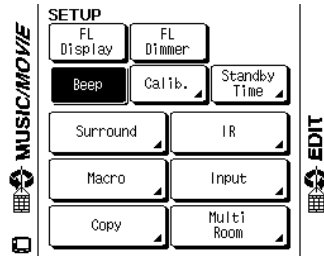 SETUP
FL Display
FL Dimmer
Beep
Calib.
Standby Time
Surround
IR
Macro
Input
Copy
Multi Room
MUSIC/MOVIE
EDIT